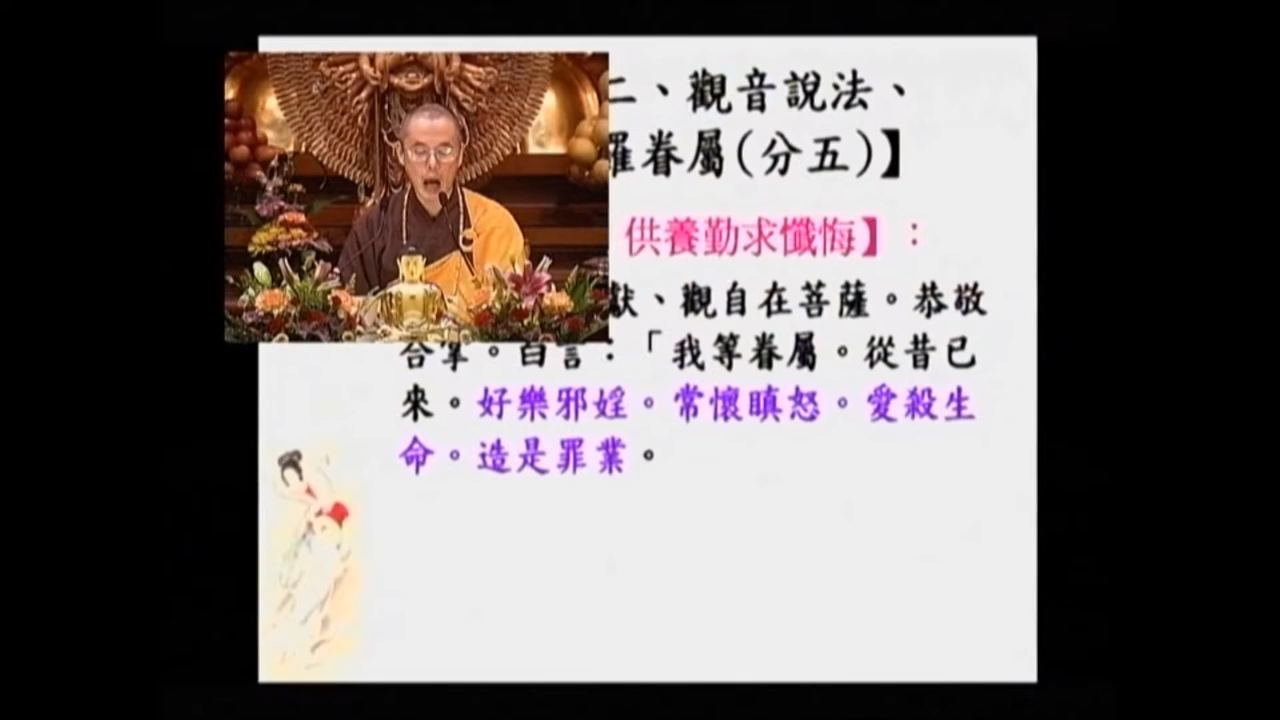 二、觀音說法、
羅眷屬(分五)】
供養勤求懺悔】：
獻、觀自在菩薩。恭敬
合掌。白言：「我等眷屬。從昔已
來。好樂邪婬。常懷瞋怒。愛殺生
命。造是罪業。